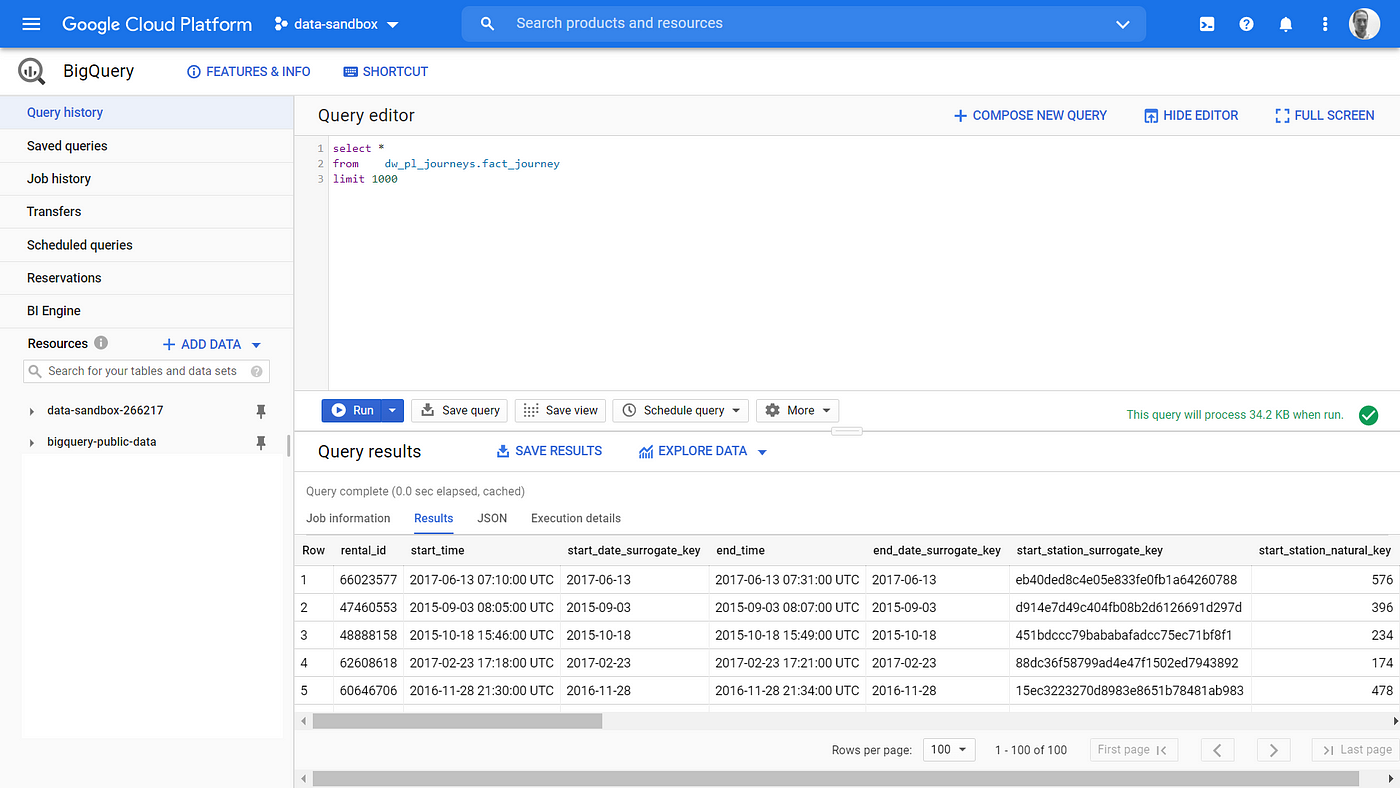 Google Cloud Platform data-sandbox Search products and resources
BigQuery FEATURES & INFO SHORTCUT
Query history
Saved queries
Job history
Transfers
Scheduled queries
Reservations
BI Engine
Resources ADD DATA
Search for your tables and data sets
data-sandbox-266217
bigquery-public-data
Query editor COMPOSE NEW QUERY HIDE EDITOR FULL SCREEN
1 select *
2 from dw_pl_journeys.fact_journey
3 limit 1000
Run Save query Save view Schedule query More This query will process 34.2 KB when run.
Query results SAVE RESULTS EXPLORE DATA
Query complete (0.0 sec elapsed, cached)
Job information Results JSON Execution details
Row rental_id start_time start_date_surrogate_key end_time end_date_surrogate_key start_station_surrogate_key start_station_natural_key
1 66023577 2017-06-13 07:10:00 UTC 2017-06-13 2017-06-13 07:31:00 UTC 2017-06-13 eb40ded8c4e05e833fe0fb1a64260788 576
2 47460553 2015-09-03 08:05:00 UTC 2015-09-03 2015-09-03 08:07:00 UTC 2015-09-03 d914e7d49c404fb08b2d6126691d297d 396
3 48888158 2015-10-18 15:46:00 UTC 2015-10-18 2015-10-18 15:49:00 UTC 2015-10-18 451bdccc79bababafadcc75ec71bf8f1 234
4 62608618 2017-02-23 17:18:00 UTC 2017-02-23 2017-02-23 17:21:00 UTC 2017-02-23 88dc36f58799ad4e47f1502ed7943892 174
5 60646706 2016-11-28 21:30:00 UTC 2016-11-28 2016-11-28 21:34:00 UTC 2016-11-28 15ec3223270d8983e8651b78481ab983 478
Rows per page: 100 1 - 100 of 100 First page Last page